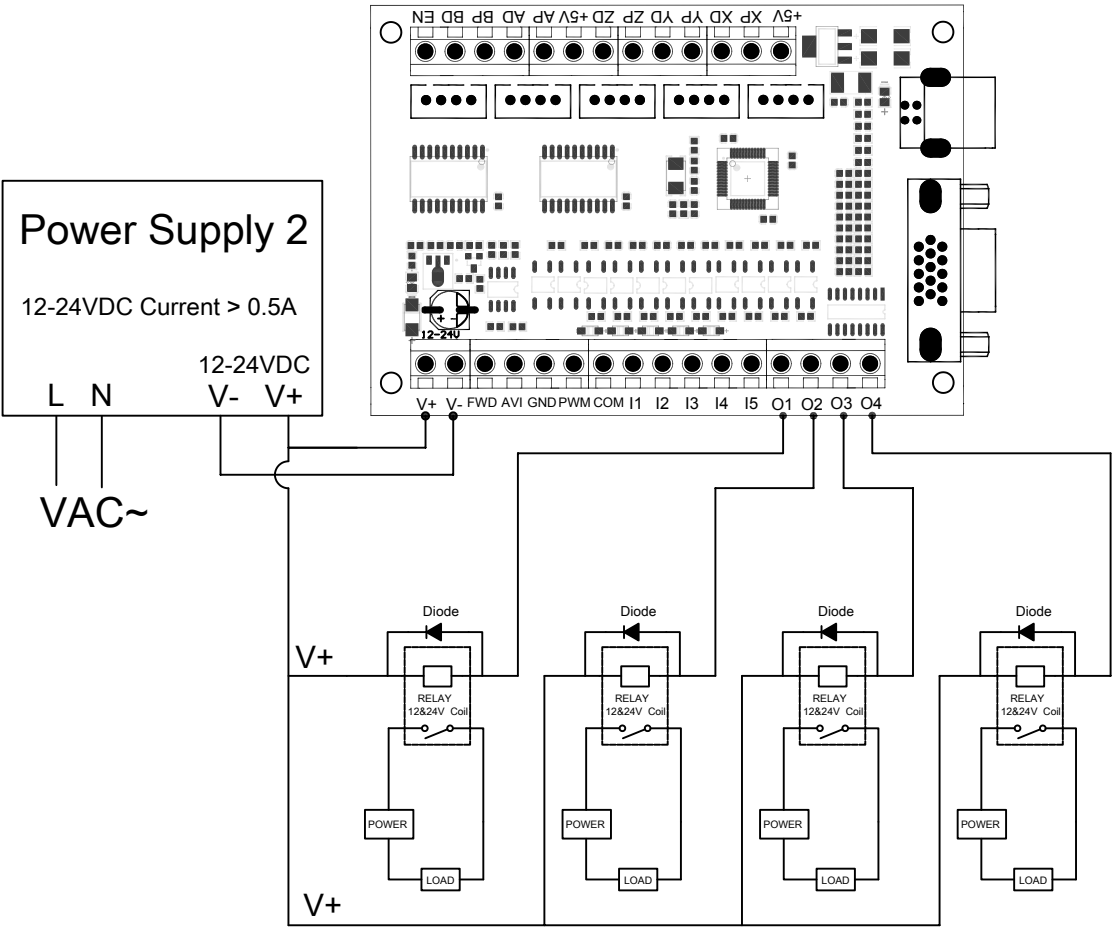 EN BD BP AD AP +5V ZD ZP YD YP XD XP +5V
Power Supply 2
12-24VDC Current > 0.5A
12-24VDC
L N V- V+
VAC~
+ -
12-24V
V+ V- FWD AVI GND PWM COM I1 I2 I3 I4 I5 O1 O2 O3 O4
Diode Diode Diode Diode
V+
RELAY RELAY RELAY RELAY
12&24V Coil 12&24V Coil 12&24V Coil 12&24V Coil
POWER POWER POWER POWER
LOAD LOAD LOAD LOAD
V+